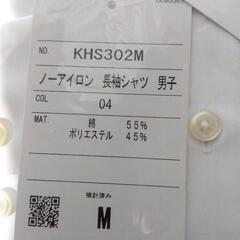 NO. KHS302M
ノーアイロン 長袖シャツ 男子
COL 04
MAT. 綿 55%
ポリエステル 45%
検針済み
M